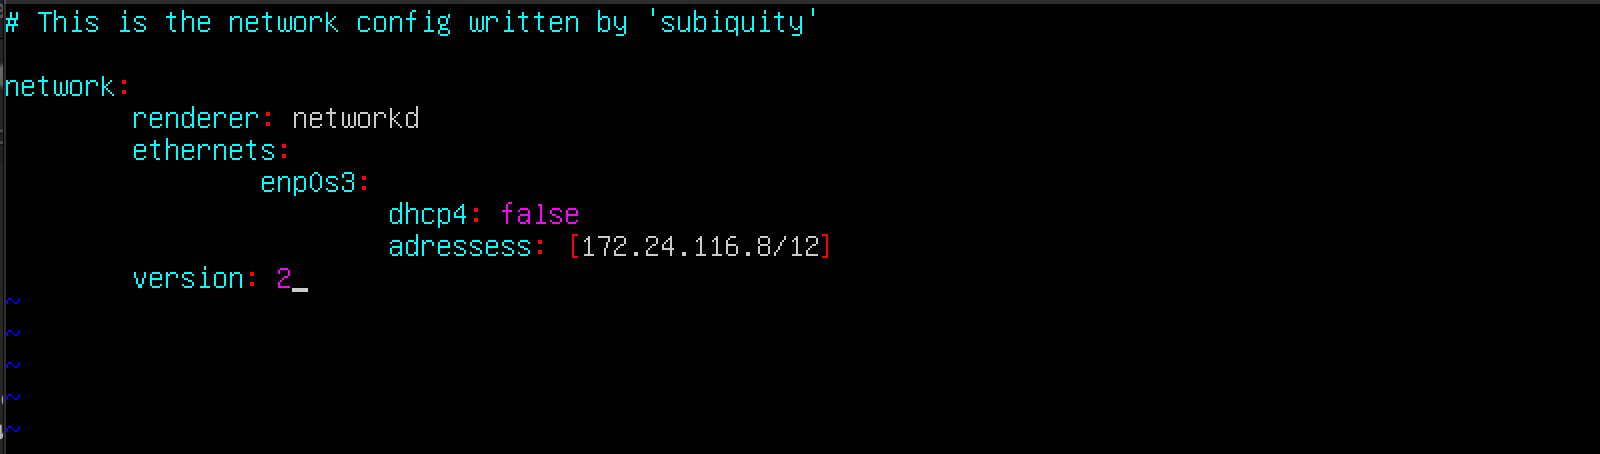 # This is the network config written by 'subiquity'
network:
renderer: networkd
ethernets:
enp0s3:
dhcp4: false
adressess: [172.24.116.8/12]
version: 2_
~
~
~
~
~